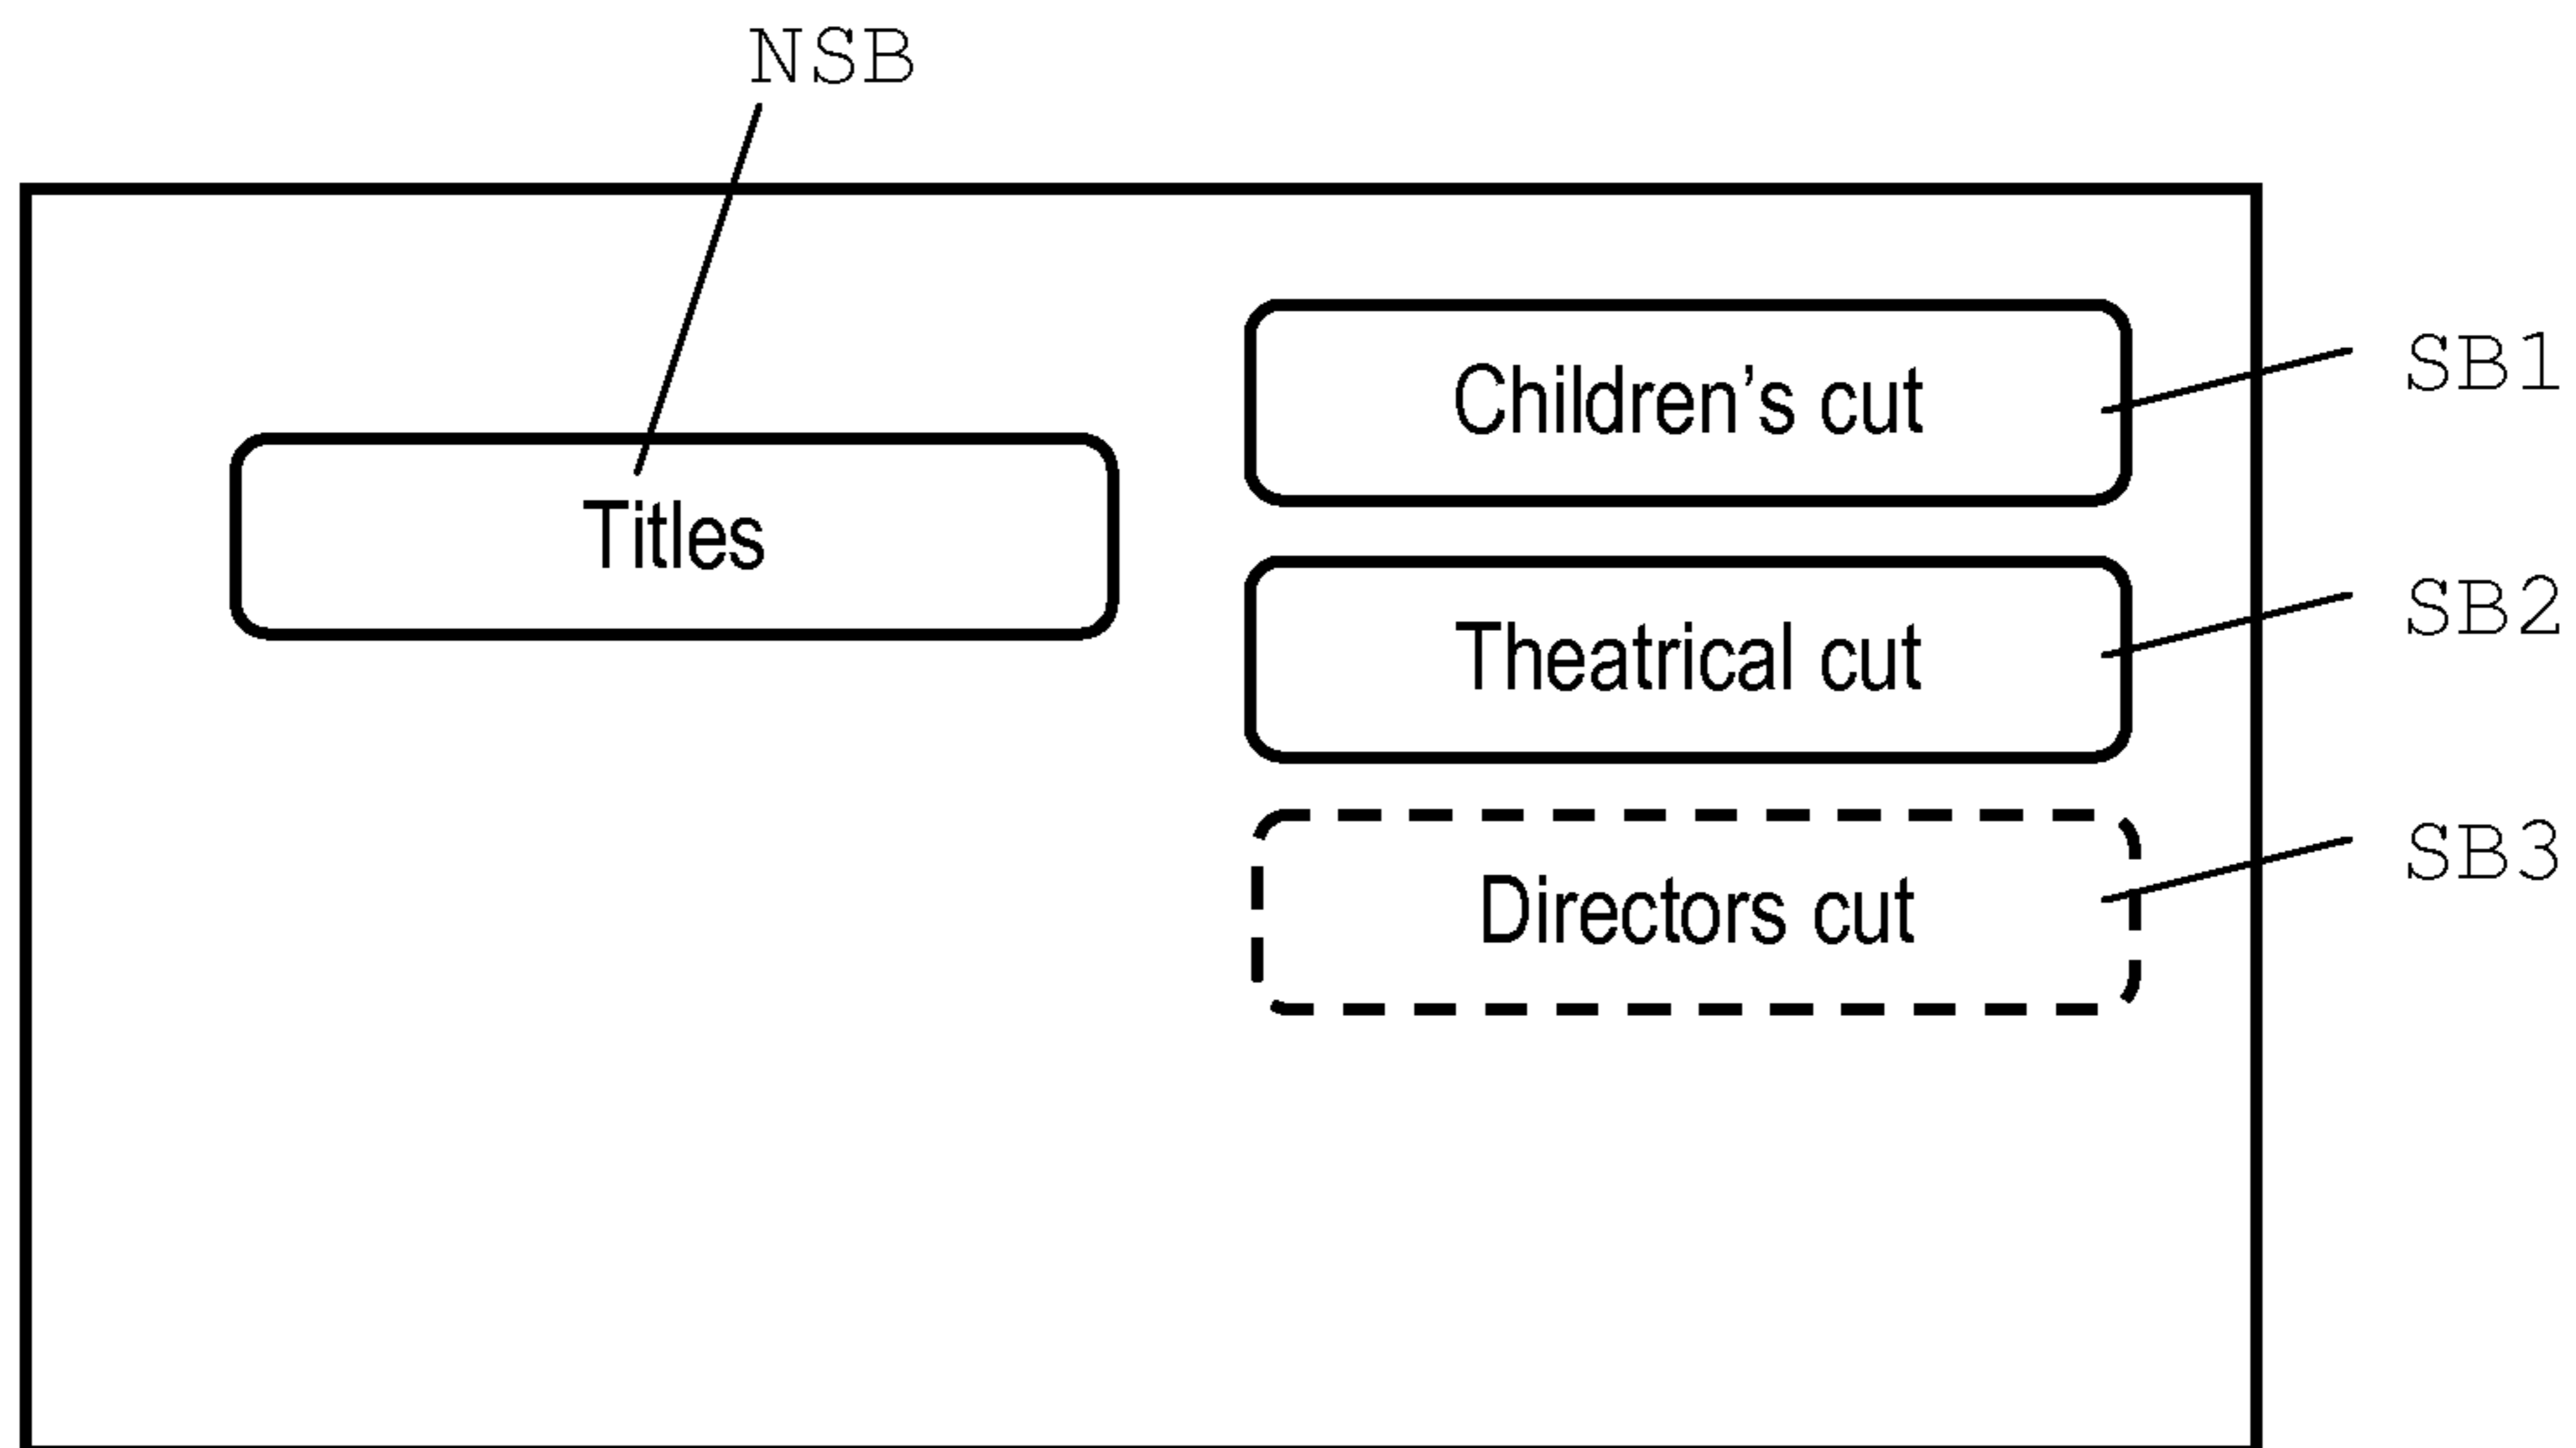 NSB
Children’s cut
SB1
Titles
Theatrical cut
SB2
Directors cut
SB3